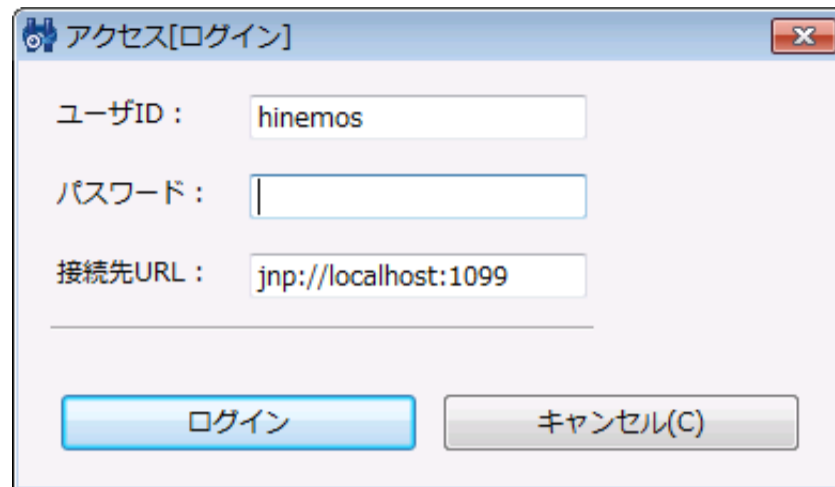 アクセス[ログイン]
ユーザID： hinemos
パスワード：
接続先URL： jnp://localhost:1099
ログイン キャンセル(C)